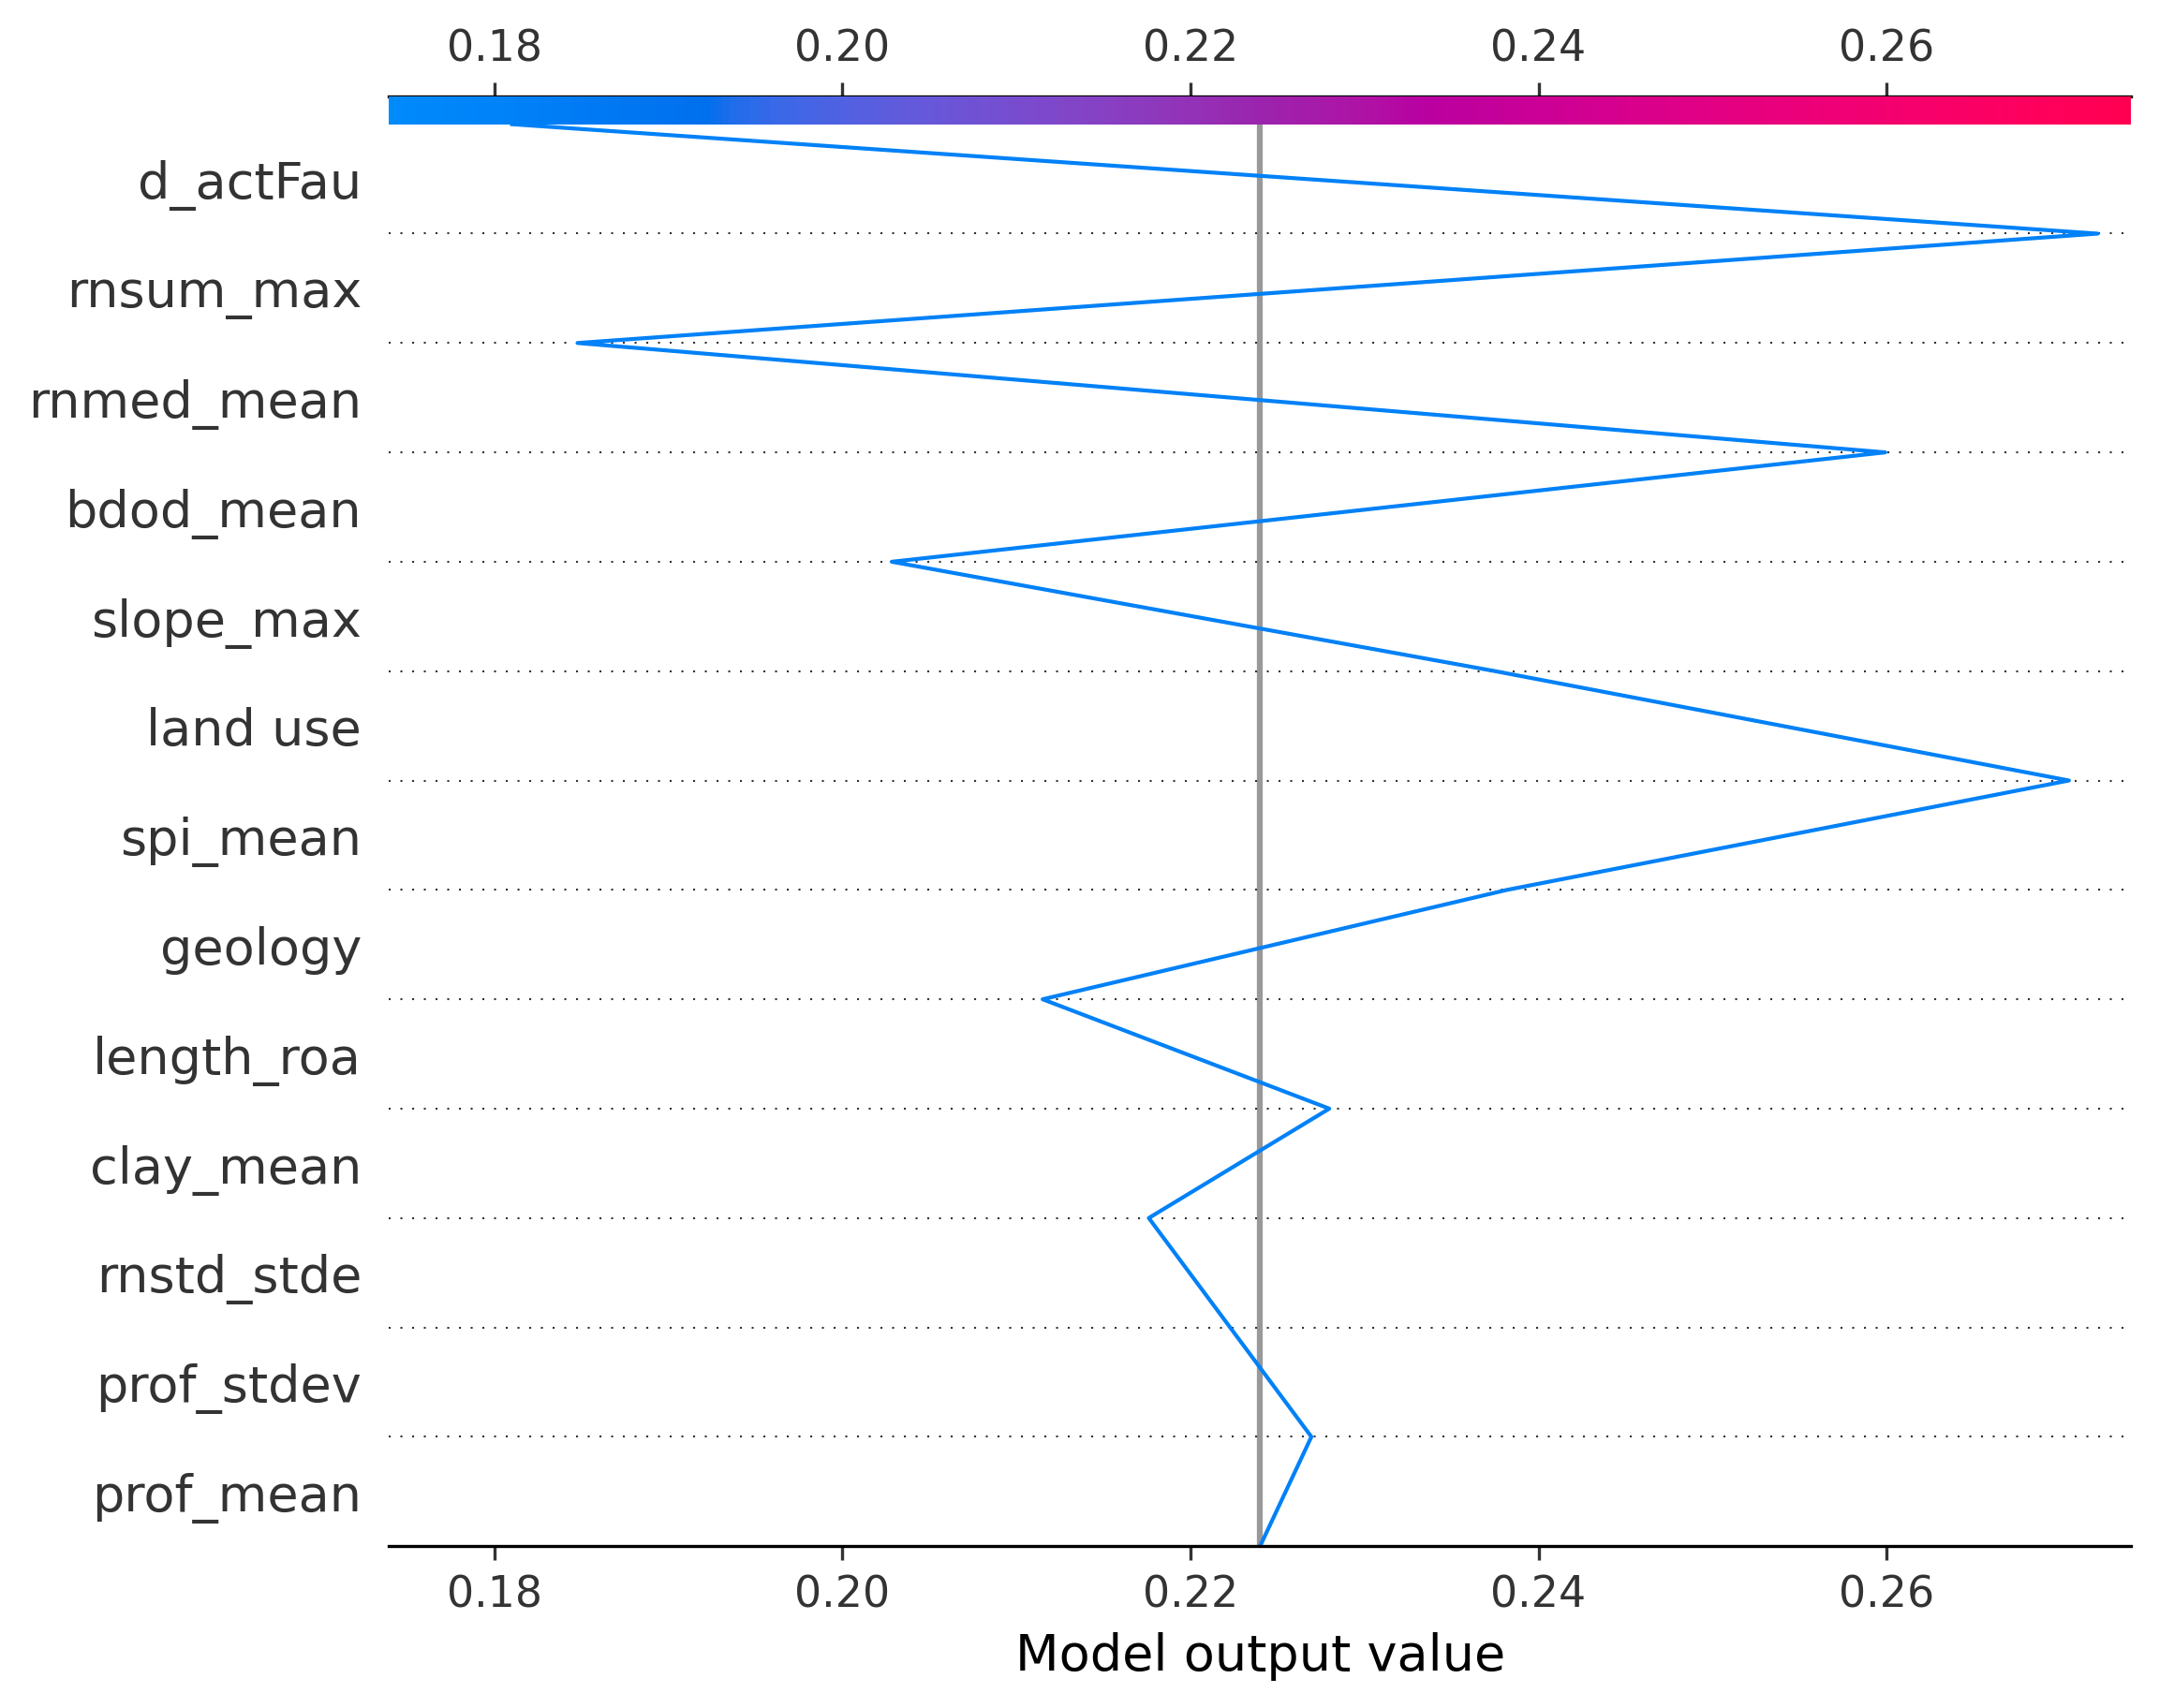 0.18 0.20 0.22 0.24 0.26
d_actFau
rnsum_max
rnmed_mean
bdod_mean
slope_max
land use
spi_mean
geology
length_roa
clay_mean
rnstd_stde
prof_stdev
prof_mean
0.18 0.20 0.22 0.24 0.26
Model output value